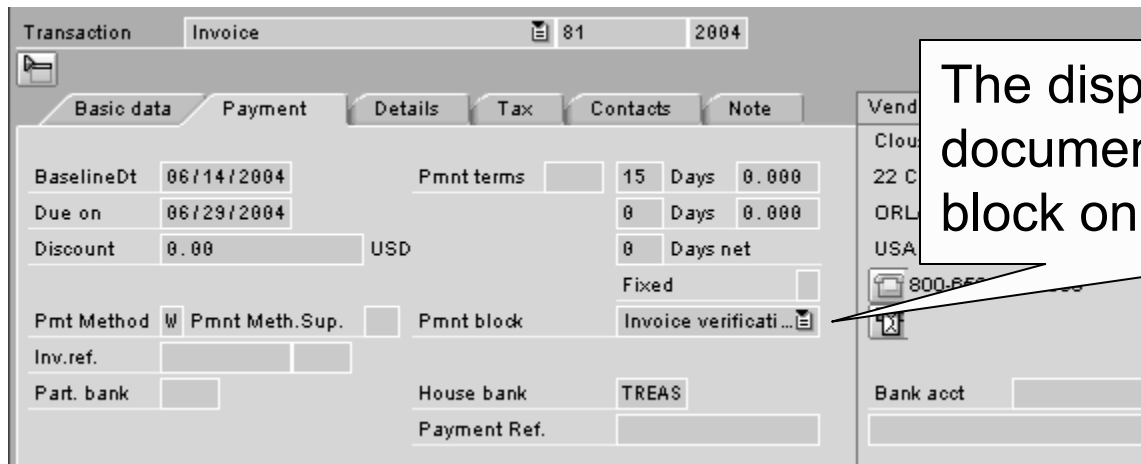 Transaction Invoice 81 2004
Basic data Payment Details Tax Contacts Note
BaselineDt 06/14/2004 Pmnt terms 15 Days 0.000
Due on 06/29/2004 0 Days 0.000
Discount 0.00 USD 0 Days net
Fixed
Pmt Method W Pmnt Meth.Sup. Pmnt block Invoice verificati...
Inv.ref.
Part. bank House bank TREAS
Payment Ref.
Vend
Clou
22 C
ORL
USA
Bank acct
The disp
documen
block on